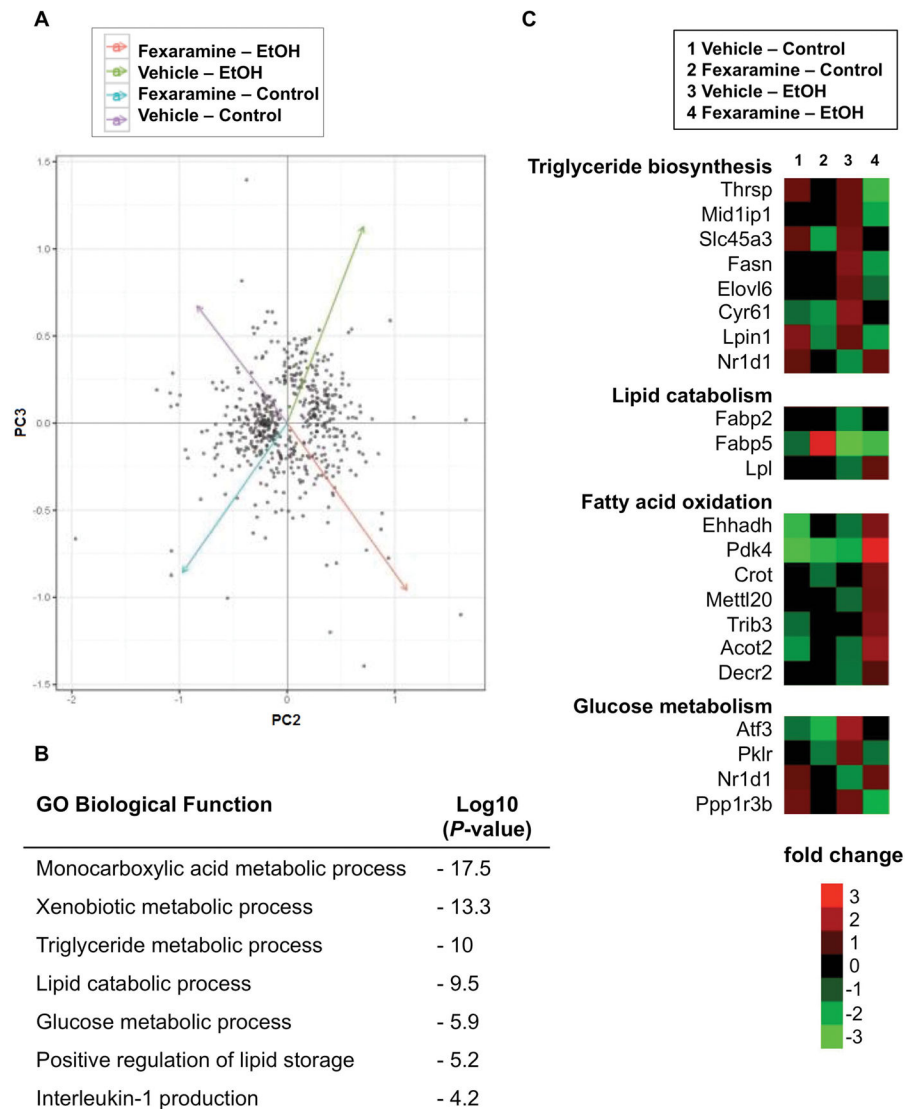 A
Fexaramine – EtOH
Vehicle – EtOH
Fexaramine – Control
Vehicle – Control
1.5
1.0
0.5
0.0
-0.5
-1.0
-1.5
PC3
-2
-1
0
1
PC2
B
GO Biological Function Log10
(P-value)
Monocarboxylic acid metabolic process - 17.5
Xenobiotic metabolic process - 13.3
Triglyceride metabolic process - 10
Lipid catabolic process - 9.5
Glucose metabolic process - 5.9
Positive regulation of lipid storage - 5.2
Interleukin-1 production - 4.2
C
1 Vehicle – Control
2 Fexaramine – Control
3 Vehicle – EtOH
4 Fexaramine – EtOH
1 2 3 4
Triglyceride biosynthesis
Thrsp
Mid1ip1
Slc45a3
Fasn
Elovl6
Cyr61
Lpin1
Nr1d1
Lipid catabolism
Fabp2
Fabp5
Lpl
Fatty acid oxidation
Ehhadh
Pdk4
Crot
Mettl20
Trib3
Acot2
Decr2
Glucose metabolism
Atf3
Pklr
Nr1d1
Ppp1r3b
fold change
3
2
1
0
-1
-2
-3